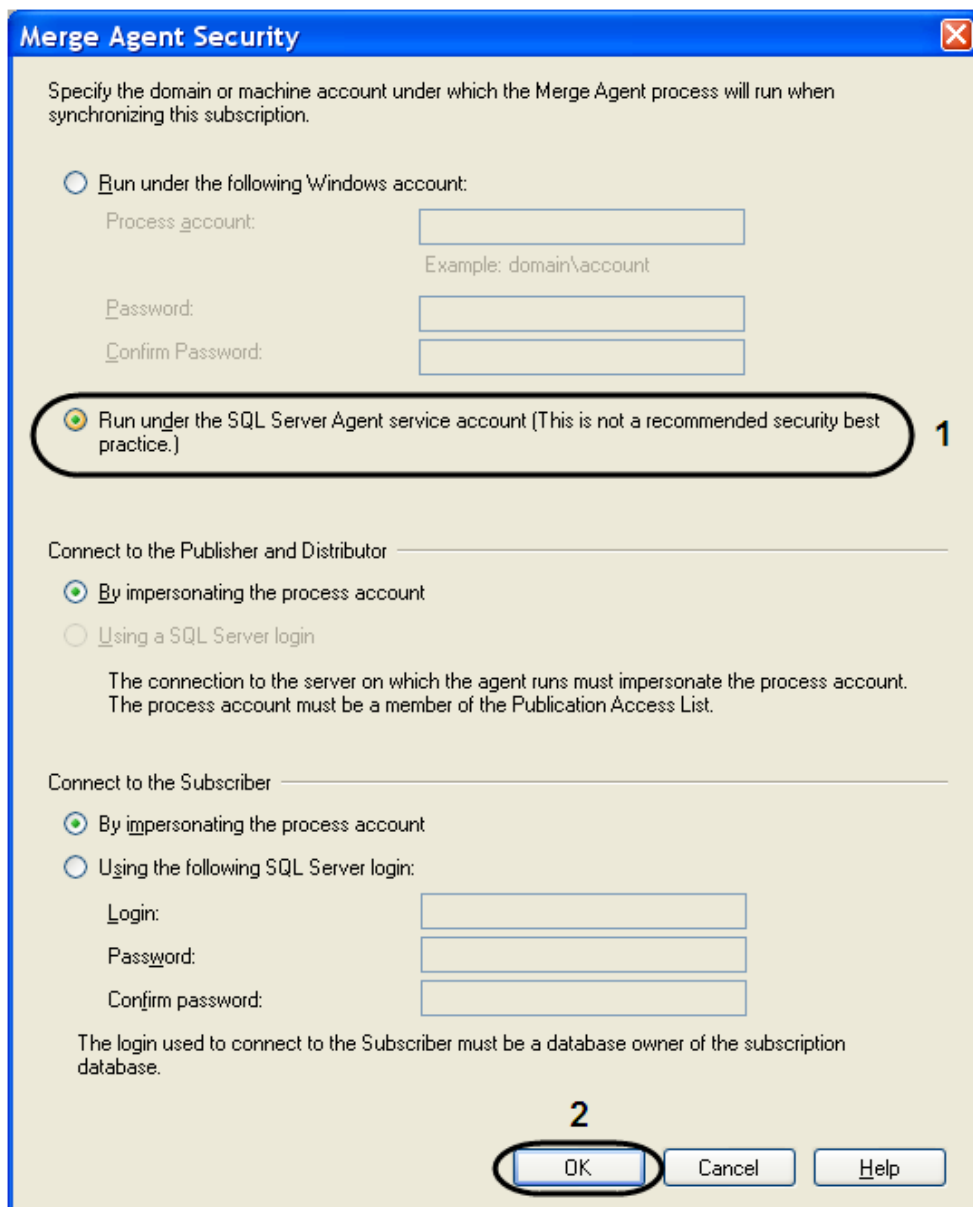 Merge Agent Security
Specify the domain or machine account under which the Merge Agent process will run when
synchronizing this subscription.
Run under the following Windows account:
Process account:
Example: domain\account
Password:
Confirm Password:
Run under the SQL Server Agent service account (This is not a recommended security best
practice.)
1
Connect to the Publisher and Distributor
By impersonating the process account
Using a SQL Server login
The connection to the server on which the agent runs must impersonate the process account.
The process account must be a member of the Publication Access List.
Connect to the Subscriber
By impersonating the process account
Using the following SQL Server login:
Login:
Password:
Confirm password:
The login used to connect to the Subscriber must be a database owner of the subscription
database.
2
OK Cancel Help